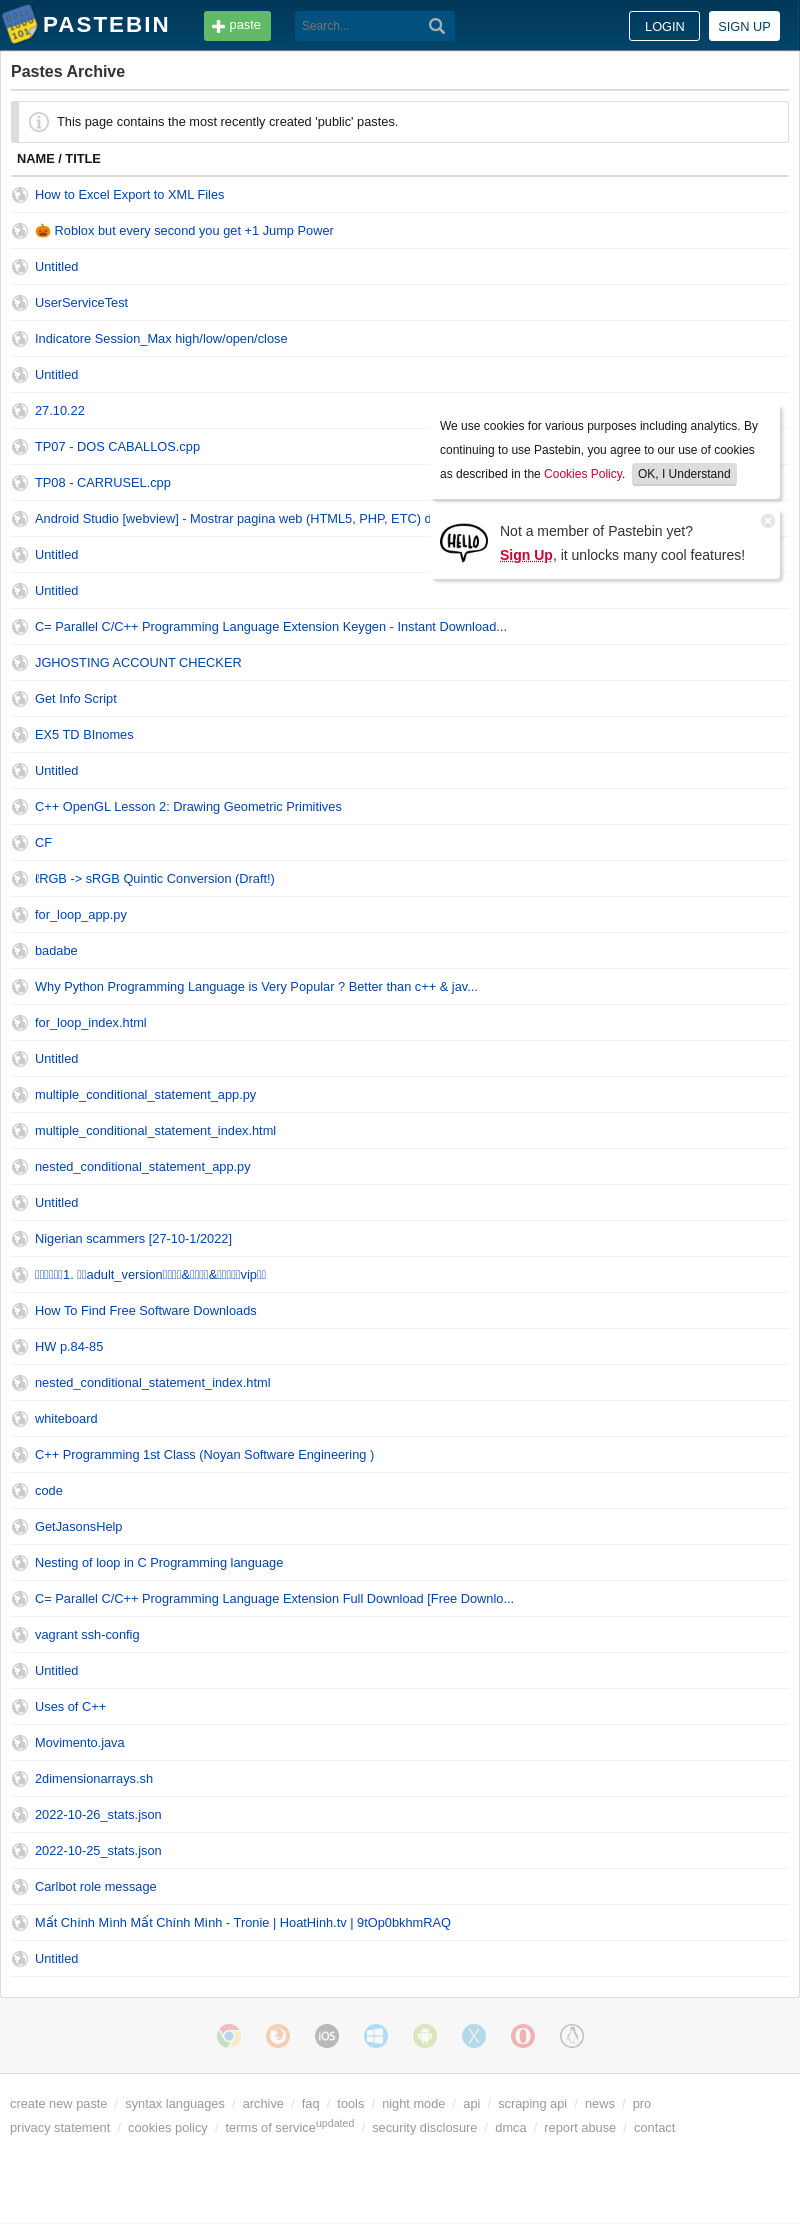 PASTEBIN
paste
Search...
LOGIN
SIGN UP
Pastes Archive
This page contains the most recently created 'public' pastes.
NAME / TITLE
How to Excel Export to XML Files
🎃 Roblox but every second you get +1 Jump Power
Untitled
UserServiceTest
Indicatore Session_Max high/low/open/close
Untitled
27.10.22
TP07 - DOS CABALLOS.cpp
TP08 - CARRUSEL.cpp
Android Studio [webview] - Mostrar pagina web (HTML5, PHP, ETC) d
We use cookies for various purposes including analytics. By
continuing to use Pastebin, you agree to our use of cookies
as described in the Cookies Policy. OK, I Understand
HELLO
Not a member of Pastebin yet?
Sign Up, it unlocks many cool features!
Untitled
Untitled
C= Parallel C/C++ Programming Language Extension Keygen - Instant Download...
JGHOSTING ACCOUNT CHECKER
Get Info Script
EX5 TD BInomes
Untitled
C++ OpenGL Lesson 2: Drawing Geometric Primitives
CF
ℓRGB -> sRGB Quintic Conversion (Draft!)
for_loop_app.py
badabe
Why Python Programming Language is Very Popular ? Better than c++ & jav...
for_loop_index.html
Untitled
multiple_conditional_statement_app.py
multiple_conditional_statement_index.html
nested_conditional_statement_app.py
Untitled
Nigerian scammers [27-10-1/2022]
1. adult_version & & vip
How To Find Free Software Downloads
HW p.84-85
nested_conditional_statement_index.html
whiteboard
C++ Programming 1st Class (Noyan Software Engineering )
code
GetJasonsHelp
Nesting of loop in C Programming language
C= Parallel C/C++ Programming Language Extension Full Download [Free Downlo...
vagrant ssh-config
Untitled
Uses of C++
Movimento.java
2dimensionarrays.sh
2022-10-26_stats.json
2022-10-25_stats.json
Carlbot role message
Mất Chính Mình Mất Chính Mình - Tronie | HoatHinh.tv | 9tOp0bkhmRAQ
Untitled
iOS
create new paste / syntax languages / archive / faq / tools / night mode / api / scraping api / news / pro
privacy statement / cookies policy / terms of service updated / security disclosure / dmca / report abuse / contact